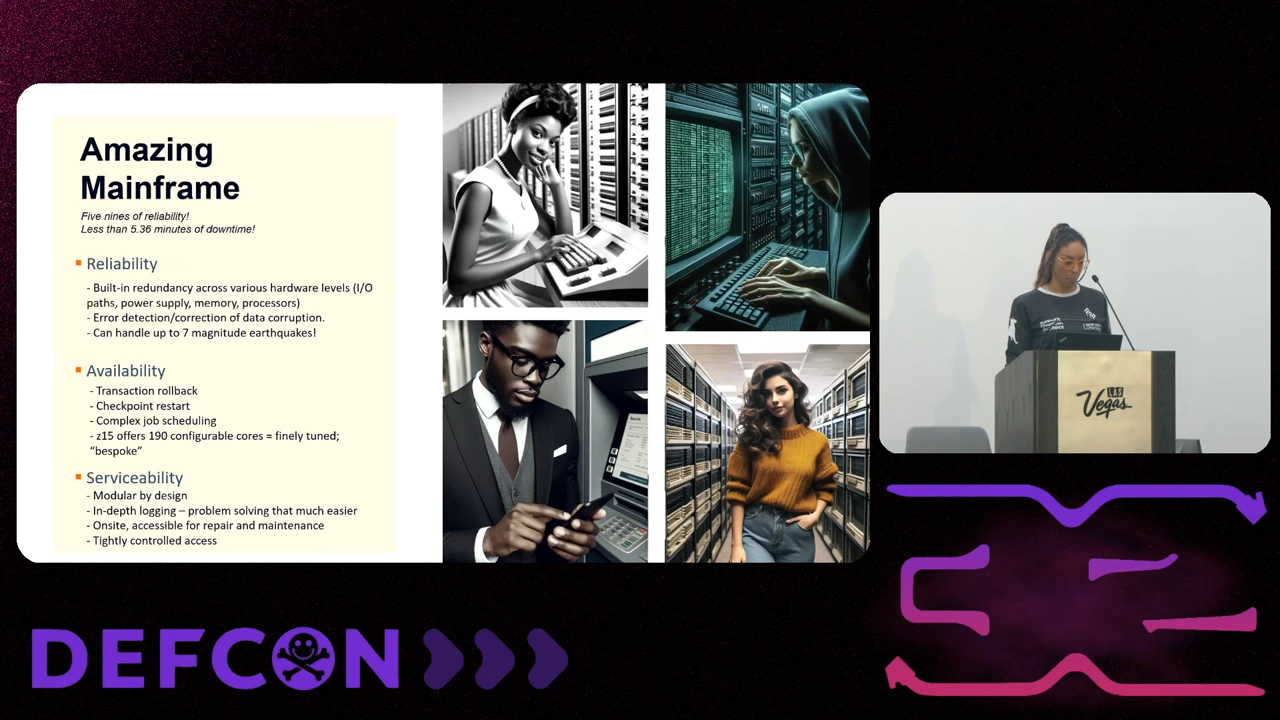 Amazing
Mainframe
Five nines of reliability!
Less than 5.36 minutes of downtime!
Reliability
- Built-in redundancy across various hardware levels (I/O
paths, power supply, memory, processors)
- Error detection/correction of data corruption.
- Can handle up to 7 magnitude earthquakes!
Availability
- Transaction rollback
- Checkpoint restart
- Complex job scheduling
- z15 offers 190 configurable cores = finely tuned;
“bespoke”
Serviceability
- Modular by design
- In-depth logging – problem solving that much easier
- Onsite, accessible for repair and maintenance
- Tightly controlled access
LAS
Vegas
DEFCON